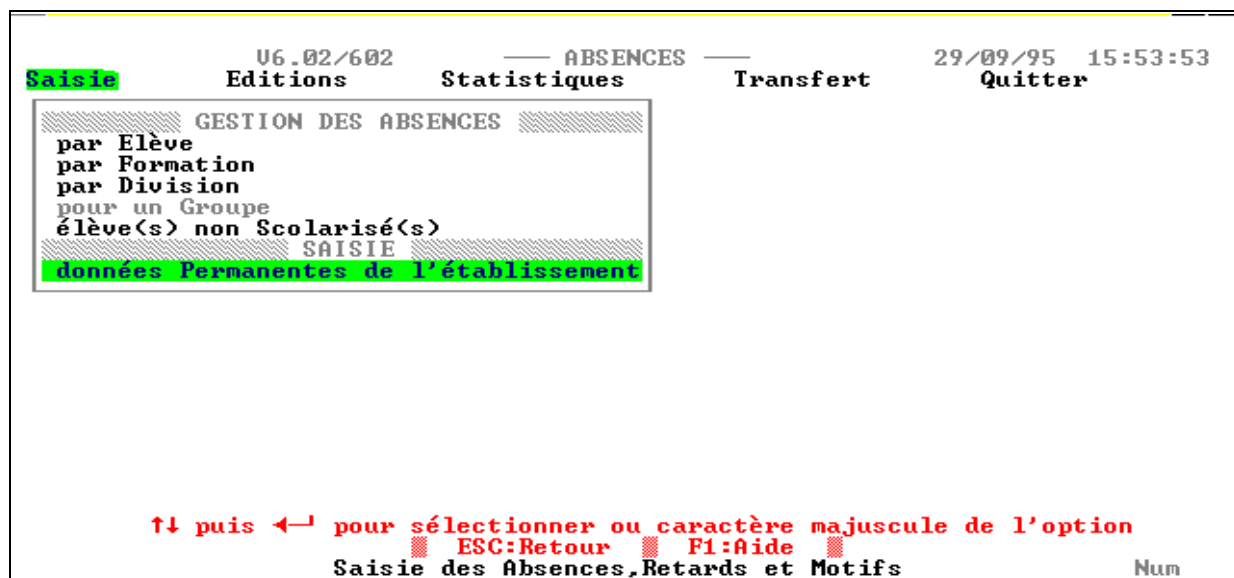 V6.02/602 ─── ABSENCES ─── 29/09/95 15:53:53
Saisie Editions Statistiques Transfert Quitter
GESTION DES ABSENCES
par Elève
par Formation
par Division
pour un Groupe
élève(s) non Scolarisé(s)
SAISIE
données Permanentes de l'établissement
↑↓ puis ◄─┘ pour sélectionner ou caractère majuscule de l'option
ESC:Retour F1:Aide
Saisie des Absences,Retards et Motifs Num